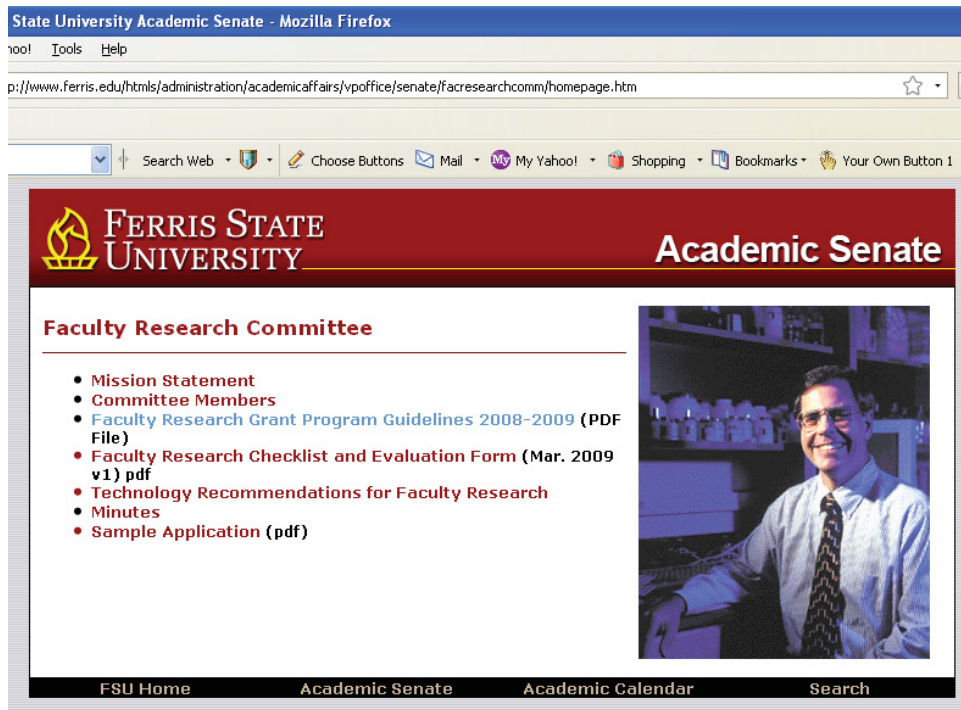 State University Academic Senate - Mozilla Firefox
hoo! Tools Help
p://www.ferris.edu/htmls/administration/academicaffairs/vpoffice/senate/facresearchcomm/homepage.htm
Search Web Choose Buttons Mail My My Yahoo! Shopping Bookmarks Your Own Button 1
FERRIS STATE
UNIVERSITY
Academic Senate
Faculty Research Committee
• Mission Statement
• Committee Members
• Faculty Research Grant Program Guidelines 2008-2009 (PDF
File)
• Faculty Research Checklist and Evaluation Form (Mar. 2009
v1) pdf
• Technology Recommendations for Faculty Research
• Minutes
• Sample Application (pdf)
FSU Home Academic Senate Academic Calendar Search